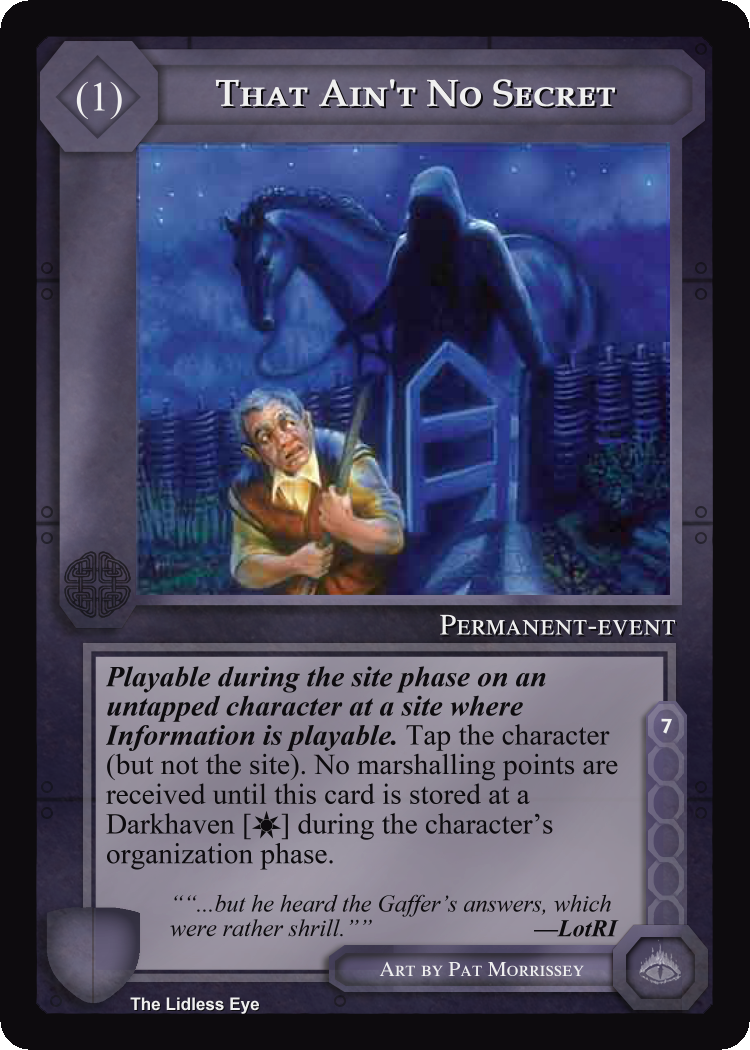 (1)
That Ain't No Secret
Permanent-event
Playable during the site phase on an
untapped character at a site where
Information is playable. Tap the character
(but not the site). No marshalling points are
received until this card is stored at a
Darkhaven [☀] during the character's
organization phase.
7
““...but he heard the Gaffer's answers, which
were rather shrill.”” —LotRI
Art by Pat Morrissey
The Lidless Eye